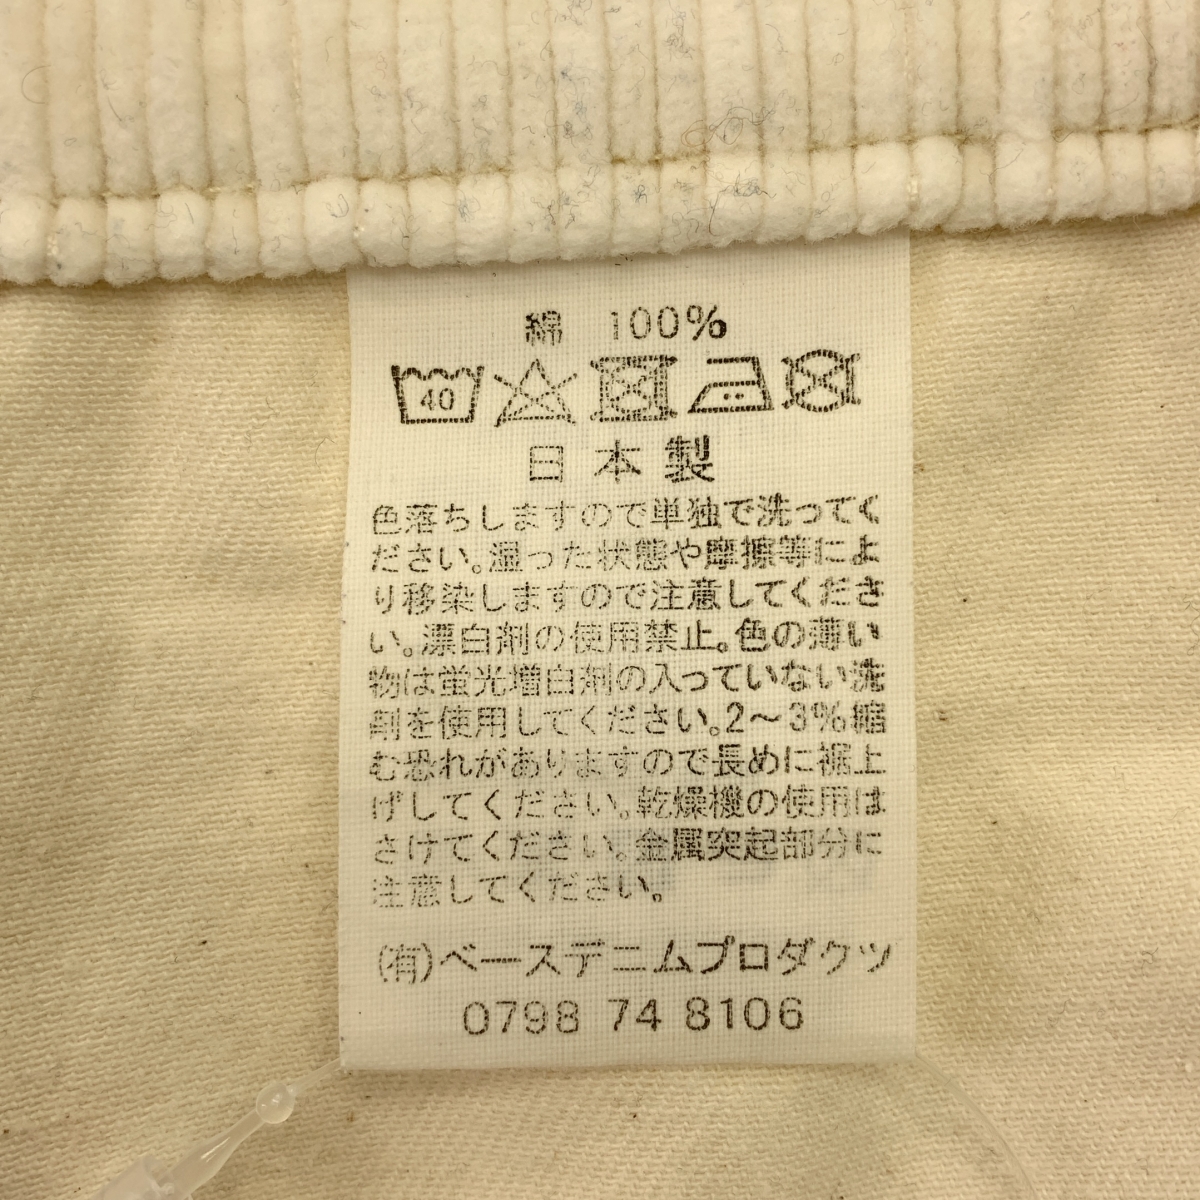 綿 100%
40
日本製
色落ちしますので単独で洗ってく
ださい。湿った状態や摩擦等によ
り移染しますので注意してくださ
い。漂白剤の使用禁止。色の薄い
物は蛍光増白剤の入っていない洗
剤を使用してください。2～3%縮
む恐れがありますので長めに裾上
げしてください。乾燥機の使用は
さけてください。金属突起部分に
注意してください。
(有)ベースデニムプロダクツ
0798 74 8106